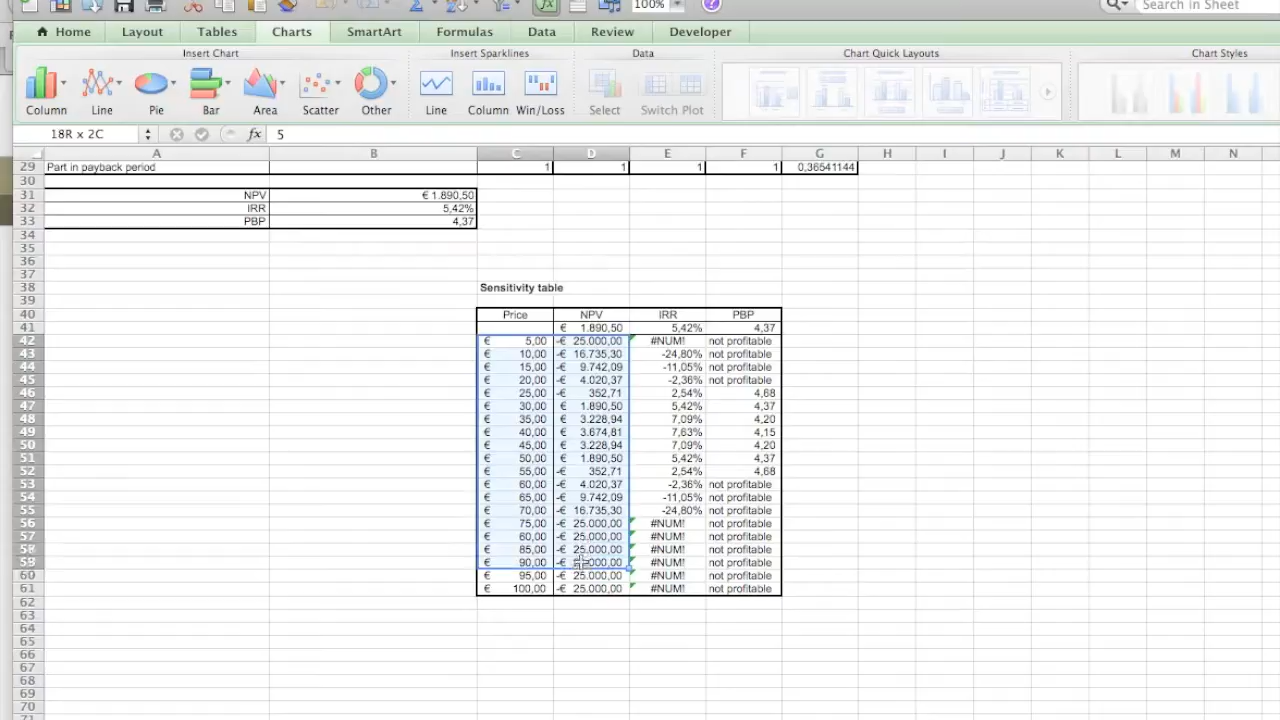 100%
Search in Sheet
Home Layout Tables Charts SmartArt Formulas Data Review Developer
Insert Chart Insert Sparklines Data Chart Quick Layouts Chart Styles
Column Line Pie Bar Area Scatter Other Line Column Win/Loss Select Switch Plot
18R x 2C fx 5
A B C D E F G H I J K L M N
29 Part in payback period 1 1 1 1 0,36541144
30
31 NPV € 1.890,50
32 IRR 5,42%
33 PBP 4,37
34
35
36
37
38 Sensitivity table
39
40 Price NPV IRR PBP
41 € 1.890,50 5,42% 4,37
42 € 5,00 -€ 25.000,00 #NUM! not profitable
43 € 10,00 -€ 16.735,30 -24,80% not profitable
44 € 15,00 -€ 9.742,09 -11,05% not profitable
45 € 20,00 -€ 4.020,37 -2,36% not profitable
46 € 25,00 -€ 352,71 2,54% 4,68
47 € 30,00 € 1.890,50 5,42% 4,37
48 € 35,00 € 3.228,94 7,09% 4,20
49 € 40,00 € 3.674,81 7,63% 4,15
50 € 45,00 € 3.228,94 7,09% 4,20
51 € 50,00 € 1.890,50 5,42% 4,37
52 € 55,00 -€ 352,71 2,54% 4,68
53 € 60,00 -€ 4.020,37 -2,36% not profitable
54 € 65,00 -€ 9.742,09 -11,05% not profitable
55 € 70,00 -€ 16.735,30 -24,80% not profitable
56 € 75,00 -€ 25.000,00 #NUM! not profitable
57 € 60,00 -€ 25.000,00 #NUM! not profitable
58 € 85,00 -€ 25.000,00 #NUM! not profitable
59 € 90,00 -€ 25.000,00 #NUM! not profitable
60 € 95,00 -€ 25.000,00 #NUM! not profitable
61 € 100,00 -€ 25.000,00 #NUM! not profitable
62
63
64
65
66
67
68
69
70
71